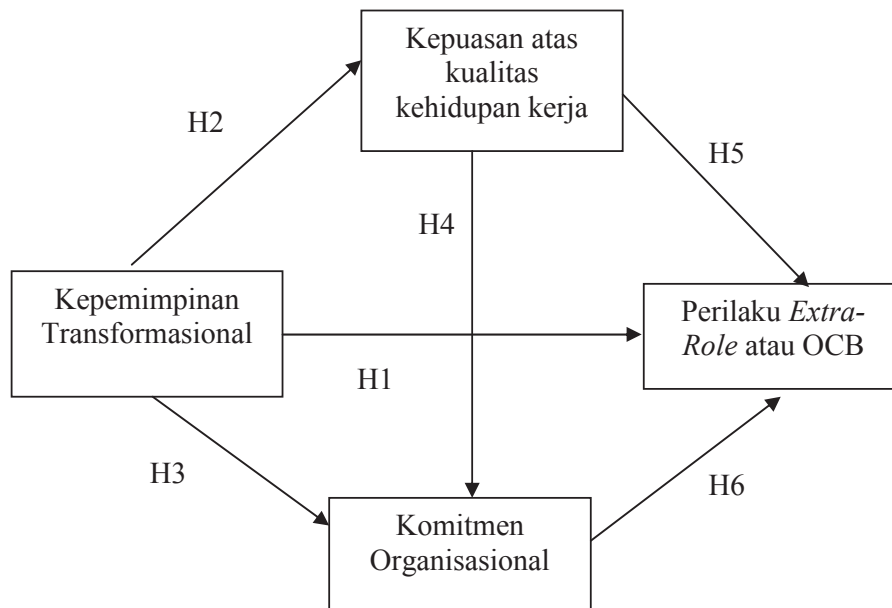 Kepuasan atas
kualitas
kehidupan kerja
H2
H5
H4
Kepemimpinan
Transformasional
Perilaku Extra-
Role atau OCB
H1
H3
H6
Komitmen
Organisasional